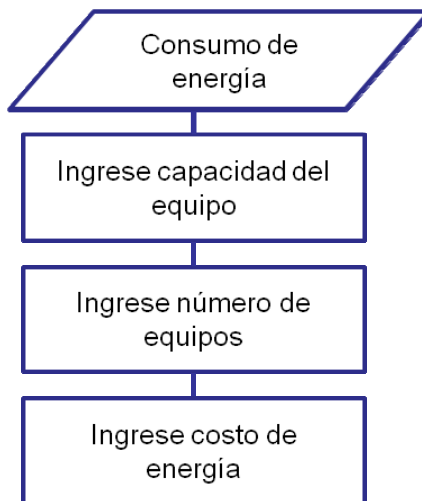 Consumo de
energía
Ingrese capacidad del
equipo
Ingrese número de
equipos
Ingrese costo de
energía